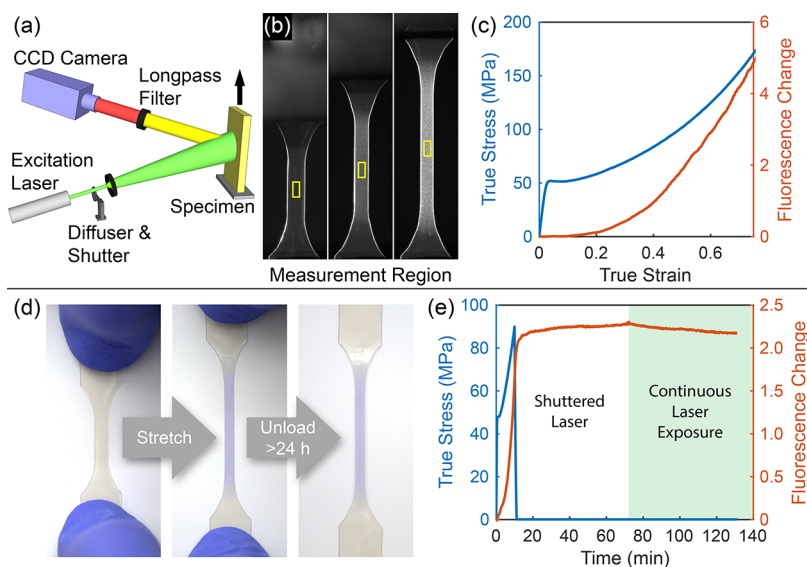 (a)
CCD Camera
Longpass
Filter
Excitation
Laser
Diffuser &
Shutter
Specimen
(b)
Measurement Region
(c)
True Stress (MPa)
200
150
100
50
0
0 0.2 0.4 0.6
True Strain
6
4
2
0
Fluorescence Change
(d)
Stretch
Unload
>24 h
(e)
True Stress (MPa)
100
80
60
40
20
0
Shuttered
Laser
Continuous
Laser
Exposure
0 20 40 60 80 100 120 140
Time (min)
2.5
2.0
1.5
1.0
0.5
0
Fluorescence Change